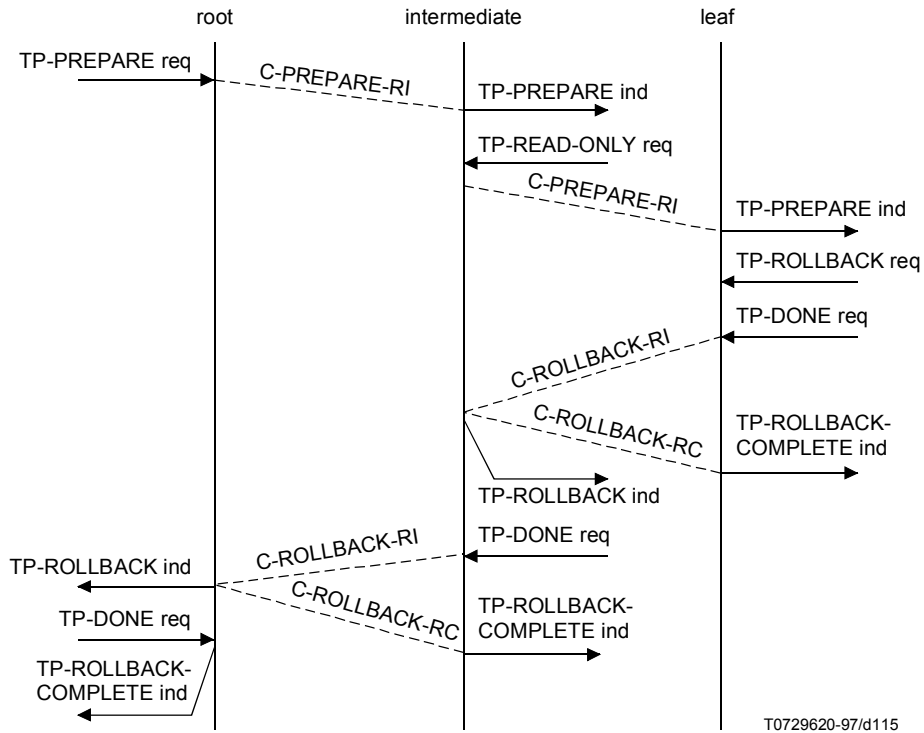 root
intermediate
leaf
TP-PREPARE req
C-PREPARE-RI
TP-PREPARE ind
TP-READ-ONLY req
C-PREPARE-RI
TP-PREPARE ind
TP-ROLLBACK req
TP-DONE req
C-ROLLBACK-RI
C-ROLLBACK-RC
TP-ROLLBACK-
COMPLETE ind
TP-ROLLBACK ind
TP-DONE req
C-ROLLBACK-RI
TP-ROLLBACK ind
C-ROLLBACK-RC
TP-ROLLBACK-
COMPLETE ind
TP-DONE req
TP-ROLLBACK-
COMPLETE ind
T0729620-97/d115